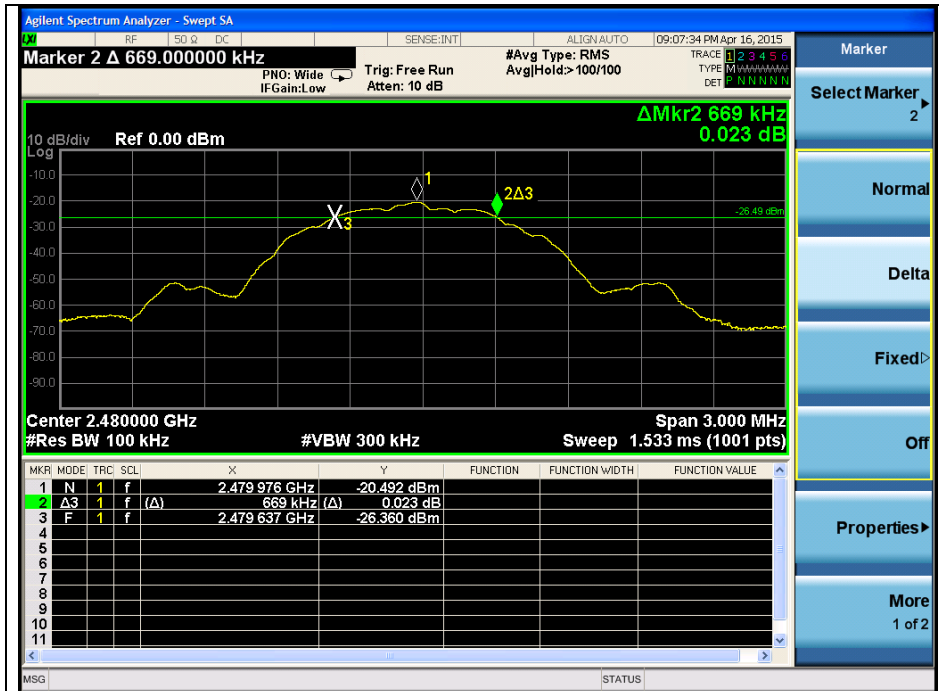 Agilent Spectrum Analyzer - Swept SA
LXI RF 50 Ω DC SENSE:INT ALIGN AUTO 09:07:34 PM Apr 16, 2015
Marker 2 Δ 669.000000 kHz
PNO: Wide
IFGain:Low
Trig: Free Run
Atten: 10 dB
#Avg Type: RMS
Avg|Hold:>100/100
TRACE 1 2 3 4 5 6
TYPE M W W W W W
DET P N N N N N
ΔMkr2 669 kHz
0.023 dB
10 dB/div Ref 0.00 dBm
Log
-10.0
-20.0
-30.0
-40.0
-50.0
-60.0
-70.0
-80.0
-90.0
1
2Δ3
X3
-26.49 dBm
Center 2.480000 GHz Span 3.000 MHz
#Res BW 100 kHz #VBW 300 kHz Sweep 1.533 ms (1001 pts)
MKR MODE TRC SCL X Y FUNCTION FUNCTION WIDTH FUNCTION VALUE
1 N 1 f 2.479 976 GHz -20.492 dBm
2 Δ3 1 f (Δ) 669 kHz (Δ) 0.023 dB
3 F 1 f 2.479 637 GHz -26.360 dBm
4
5
6
7
8
9
10
11
MSG STATUS
Marker
Select Marker
2
Normal
Delta
Fixed
Off
Properties
More
1 of 2